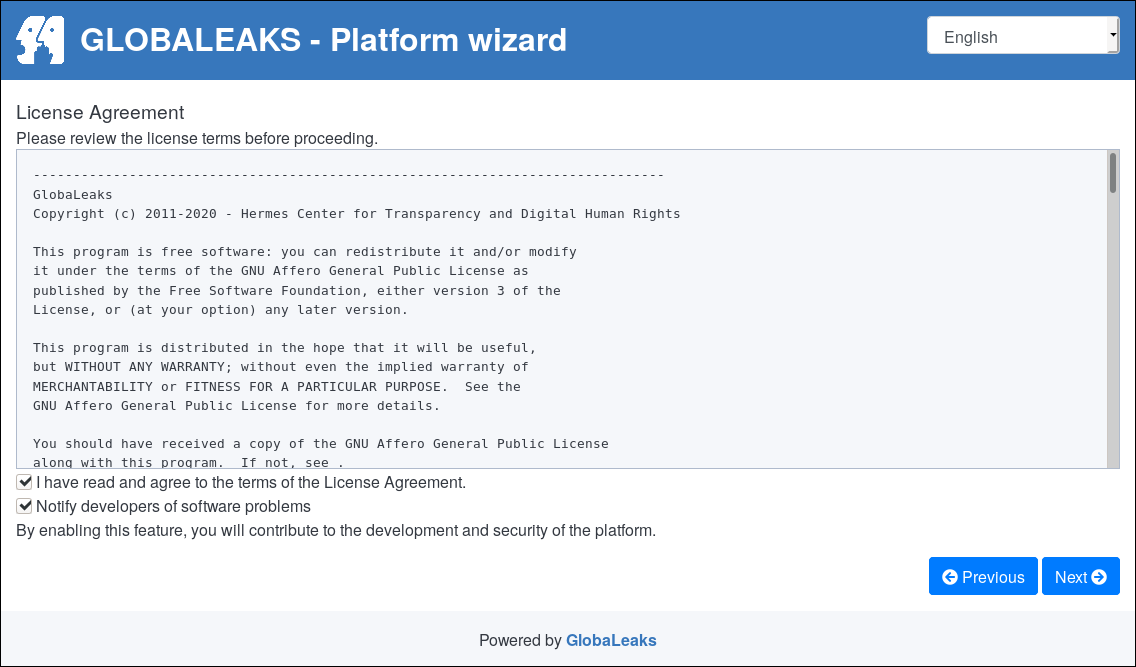 GLOBALEAKS - Platform wizard
English
License Agreement
Please review the license terms before proceeding.
-------------------------------------------------------------------------------
GlobaLeaks
Copyright (c) 2011-2020 - Hermes Center for Transparency and Digital Human Rights
This program is free software: you can redistribute it and/or modify
it under the terms of the GNU Affero General Public License as
published by the Free Software Foundation, either version 3 of the
License, or (at your option) any later version.
This program is distributed in the hope that it will be useful,
but WITHOUT ANY WARRANTY; without even the implied warranty of
MERCHANTABILITY or FITNESS FOR A PARTICULAR PURPOSE.  See the
GNU Affero General Public License for more details.
You should have received a copy of the GNU Affero General Public License
along with this program.  If not, see .
I have read and agree to the terms of the License Agreement.
Notify developers of software problems
By enabling this feature, you will contribute to the development and security of the platform.
Previous
Next
Powered by GlobaLeaks